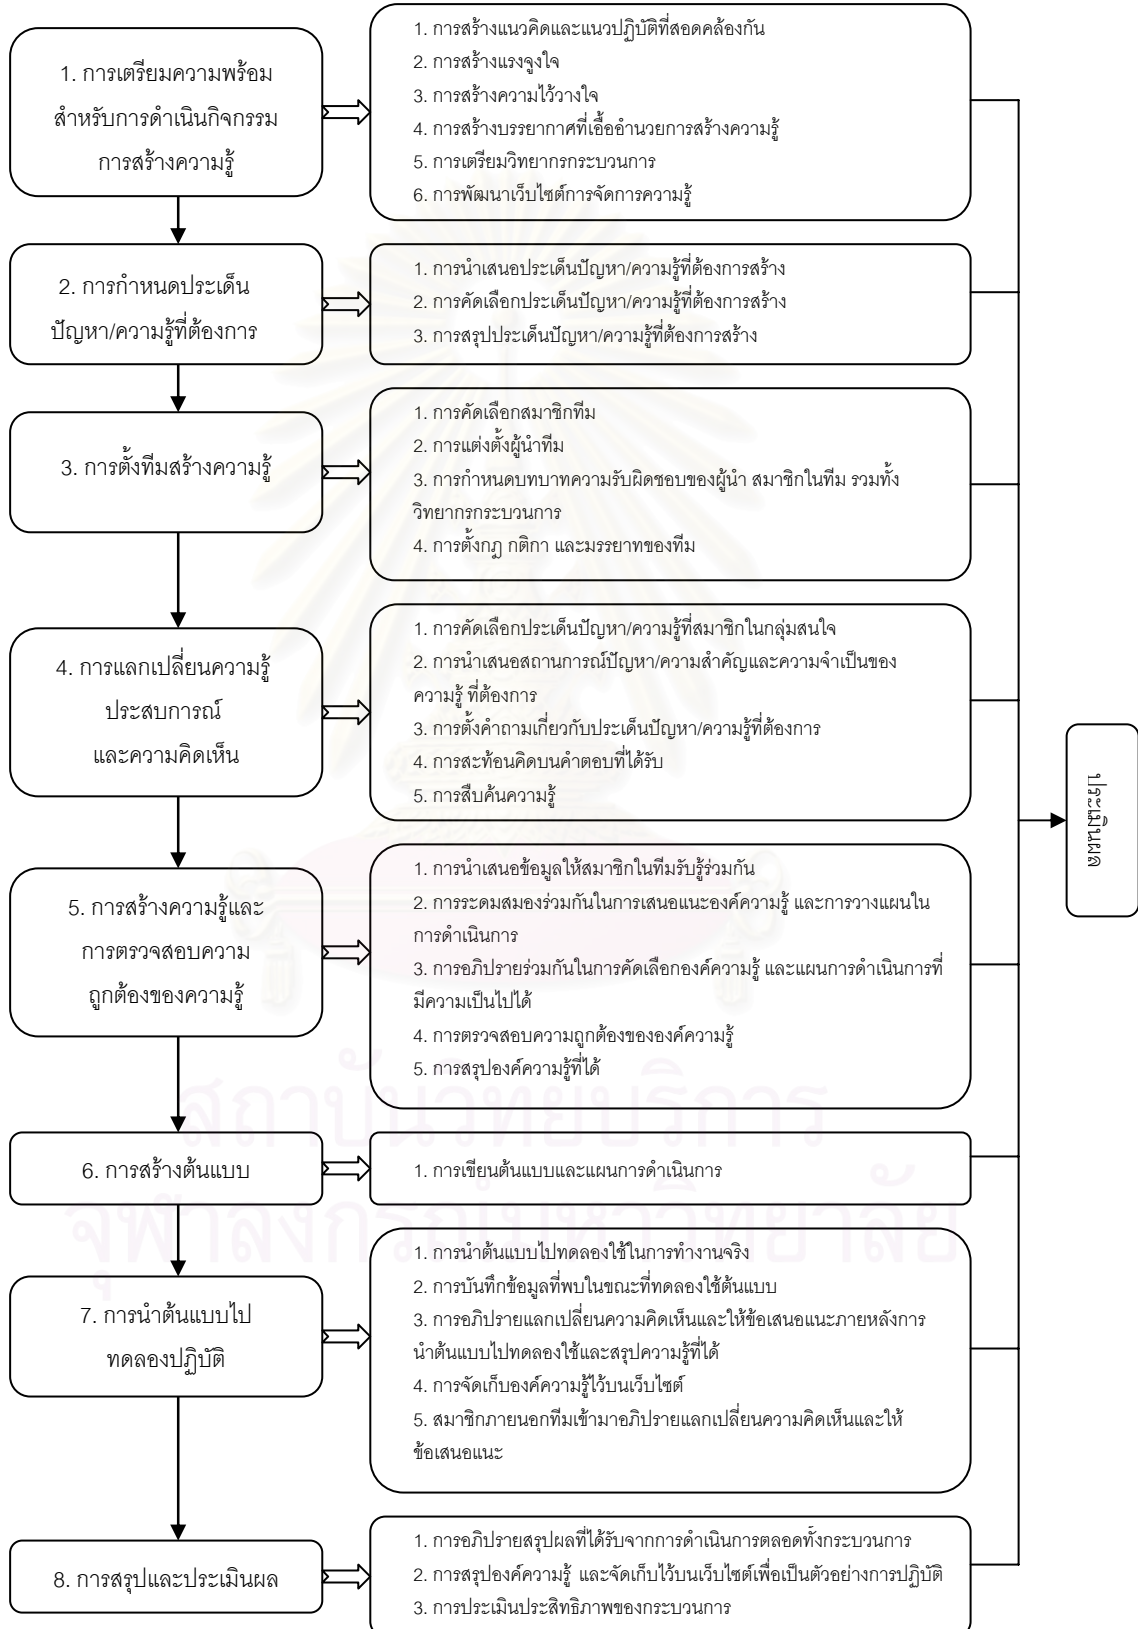 1. การเตรียมความพร้อม
สำหรับการดำเนินกิจกรรม
การสร้างความรู้
1. การสร้างแนวคิดและแนวปฏิบัติที่สอดคล้องกัน
2. การสร้างแรงจูงใจ
3. การสร้างความไว้วางใจ
4. การสร้างบรรยากาศที่เอื้ออำนวยการสร้างความรู้
5. การเตรียมวิทยากรกระบวนการ
6. การพัฒนาเว็บไซต์การจัดการความรู้
2. การกำหนดประเด็น
ปัญหา/ความรู้ที่ต้องการ
1. การนำเสนอประเด็นปัญหา/ความรู้ที่ต้องการสร้าง
2. การคัดเลือกประเด็นปัญหา/ความรู้ที่ต้องการสร้าง
3. การสรุปประเด็นปัญหา/ความรู้ที่ต้องการสร้าง
3. การตั้งทีมสร้างความรู้
1. การคัดเลือกสมาชิกทีม
2. การแต่งตั้งผู้นำทีม
3. การกำหนดบทบาทความรับผิดชอบของผู้นำ สมาชิกในทีม รวมทั้ง
วิทยากรกระบวนการ
4. การตั้งกฎ กติกา และมรรยาทของทีม
4. การแลกเปลี่ยนความรู้
ประสบการณ์
และความคิดเห็น
1. การคัดเลือกประเด็นปัญหา/ความรู้ที่สมาชิกในกลุ่มสนใจ
2. การนำเสนอสถานการณ์ปัญหา/ความสำคัญและความจำเป็นของ
ความรู้ ที่ต้องการ
3. การตั้งคำถามเกี่ยวกับประเด็นปัญหา/ความรู้ที่ต้องการ
4. การสะท้อนคิดบนคำตอบที่ได้รับ
5. การสืบค้นความรู้
ประเมินผล
5. การสร้างความรู้และ
การตรวจสอบความ
ถูกต้องของความรู้
1. การนำเสนอข้อมูลให้สมาชิกในทีมรับรู้ร่วมกัน
2. การระดมสมองร่วมกันในการเสนอแนะองค์ความรู้ และการวางแผนใน
การดำเนินการ
3. การอภิปรายร่วมกันในการคัดเลือกองค์ความรู้ และแผนการดำเนินการที่
มีความเป็นไปได้
4. การตรวจสอบความถูกต้องขององค์ความรู้
5. การสรุปองค์ความรู้ที่ได้
สถาบันวิทยบริการ
6. การสร้างต้นแบบ
1. การเขียนต้นแบบและแผนการดำเนินการ
จุฬาลงกรณ์มหาวิทยาลัย
7. การนำต้นแบบไป
ทดลองปฏิบัติ
1. การนำต้นแบบไปทดลองใช้ในการทำงานจริง
2. การบันทึกข้อมูลที่พบในขณะที่ทดลองใช้ต้นแบบ
3. การอภิปรายแลกเปลี่ยนความคิดเห็นและให้ข้อเสนอแนะภายหลังการ
นำต้นแบบไปทดลองใช้และสรุปความรู้ที่ได้
4. การจัดเก็บองค์ความรู้ไว้บนเว็บไซต์
5. สมาชิกภายนอกทีมเข้ามาอภิปรายแลกเปลี่ยนความคิดเห็นและให้
ข้อเสนอแนะ
8. การสรุปและประเมินผล
1. การอภิปรายสรุปผลที่ได้รับจากการดำเนินการตลอดทั้งกระบวนการ
2. การสรุปองค์ความรู้ และจัดเก็บไว้บนเว็บไซต์เพื่อเป็นตัวอย่างการปฏิบัติ
3. การประเมินประสิทธิภาพของกระบวนการ